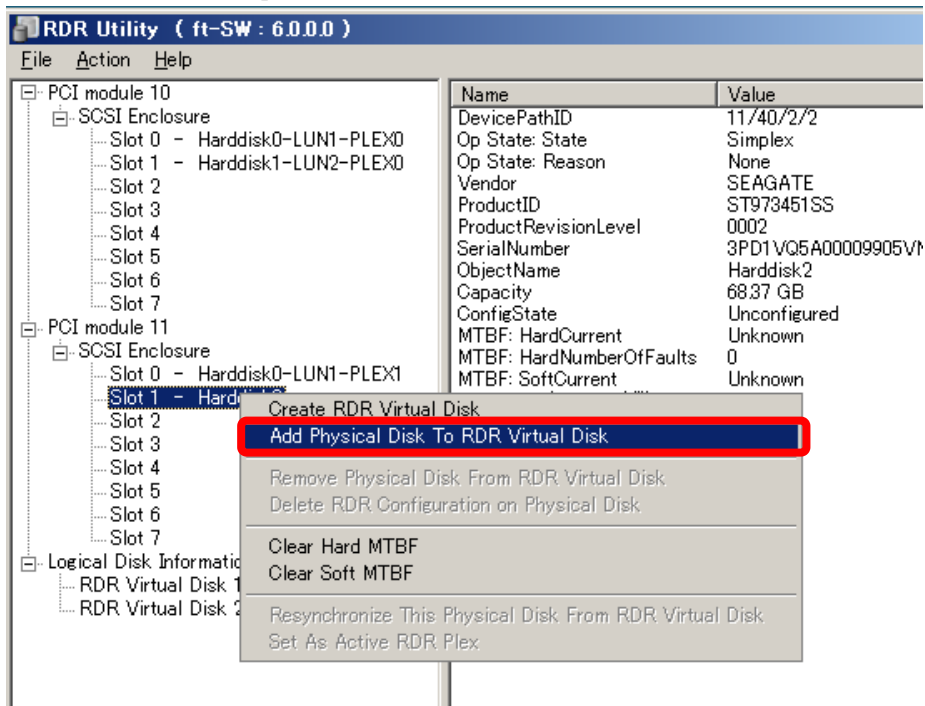 RDR Utility ( ft-SW : 6.0.0.0 )
File Action Help
PCI module 10
SCSI Enclosure
Slot 0 - Harddisk0-LUN1-PLEX0
Slot 1 - Harddisk1-LUN2-PLEX0
Slot 2
Slot 3
Slot 4
Slot 5
Slot 6
Slot 7
PCI module 11
SCSI Enclosure
Slot 0 - Harddisk0-LUN1-PLEX1
Slot 1 -
Slot 2
Slot 3
Slot 4
Slot 5
Slot 6
Slot 7
Logical Disk
RDR Virtual Disk 1
RDR Virtual Disk 2
Name Value
DevicePathID 11/40/2/2
Op State: State Simplex
Op State: Reason None
Vendor SEAGATE
ProductID ST973451SS
ProductRevisionLevel 0002
SerialNumber 3PD1VQ5A00009905VN
ObjectName Harddisk2
Capacity 68.37 GB
ConfigState Unconfigured
MTBF: HardCurrent Unknown
MTBF: HardNumberOfFaults 0
MTBF: SoftCurrent Unknown
Create RDR Virtual Disk
Add Physical Disk To RDR Virtual Disk
Remove Physical Disk From RDR Virtual Disk
Delete RDR Configuration on Physical Disk
Clear Hard MTBF
Clear Soft MTBF
Resynchronize This Physical Disk From RDR Virtual Disk
Set As Active RDR Plex